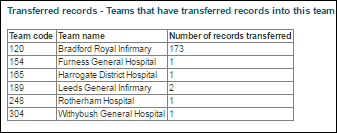 Transferred records - Teams that have transferred records into this team
Team code Team name Number of records transferred
120 Bradford Royal Infirmary 173
154 Furness General Hospital 1
165 Harrogate District Hospital 1
189 Leeds General Infirmary 2
248 Rotherham Hospital 1
304 Withybush General Hospital 1